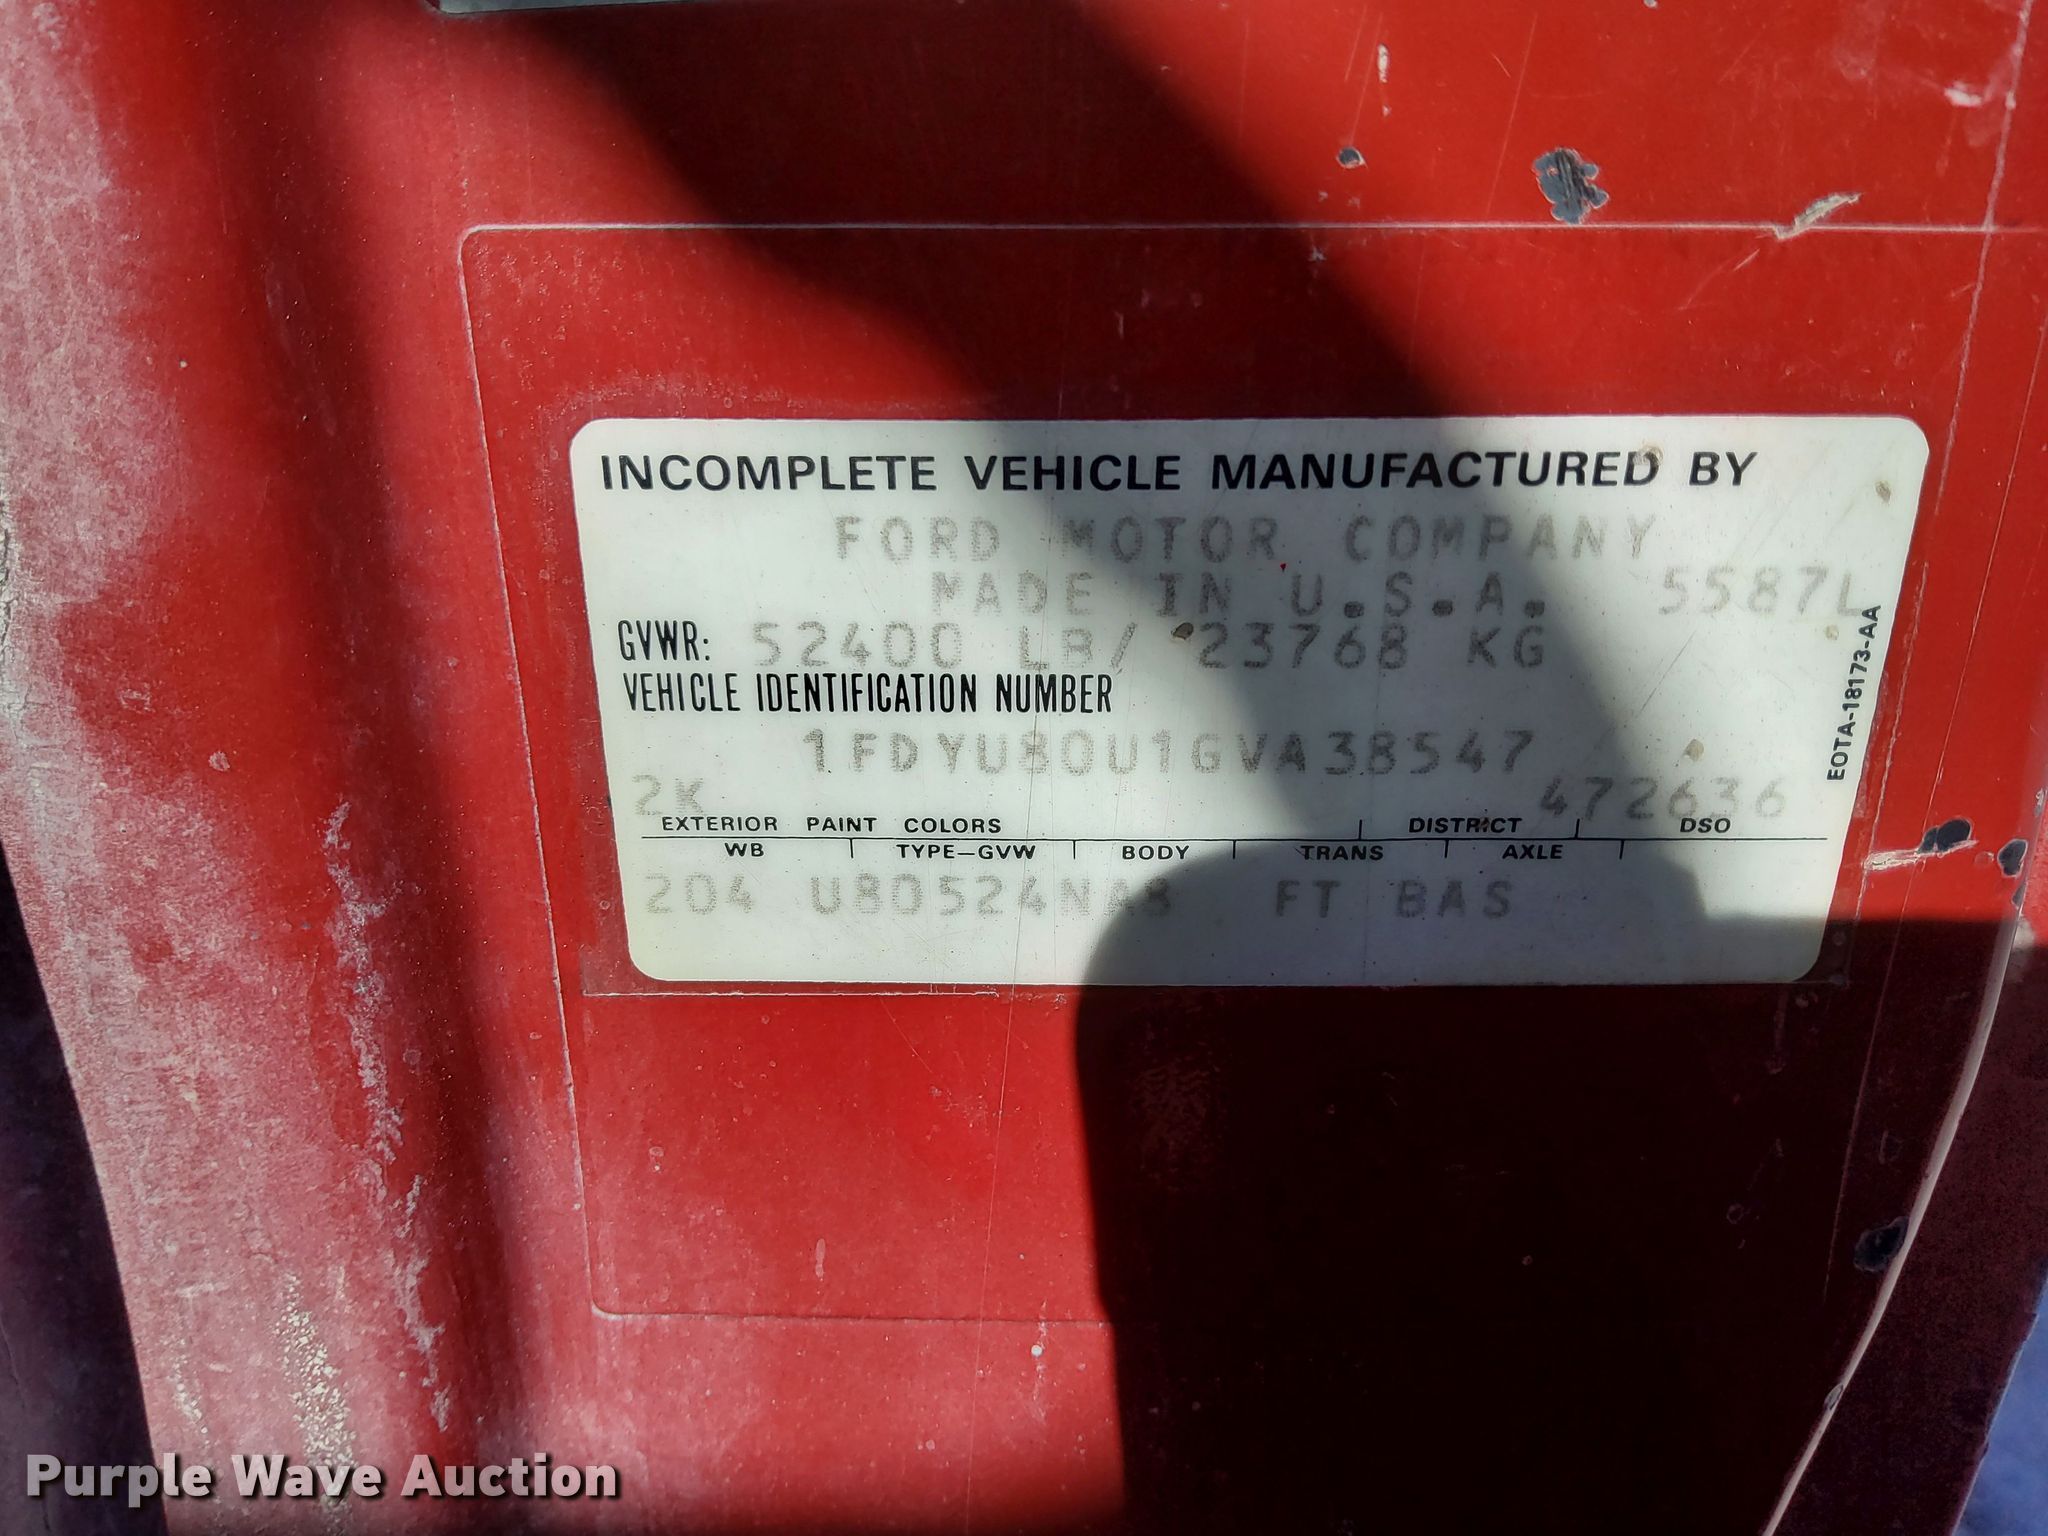 INCOMPLETE VEHICLE MANUFACTURED BY
FORD MOTOR COMPANY
MADE IN U.S.A. 5587L
GVWR: 52400 LB/ 23768 KG
VEHICLE IDENTIFICATION NUMBER
1FDYU80U1GVA38547
2K 472636
EXTERIOR PAINT COLORS DISTRICT DSO
WB TYPE-GVW BODY TRANS AXLE
204 U80524NA8 FT BAS
EOTA-18173-AA
Purple Wave Auction